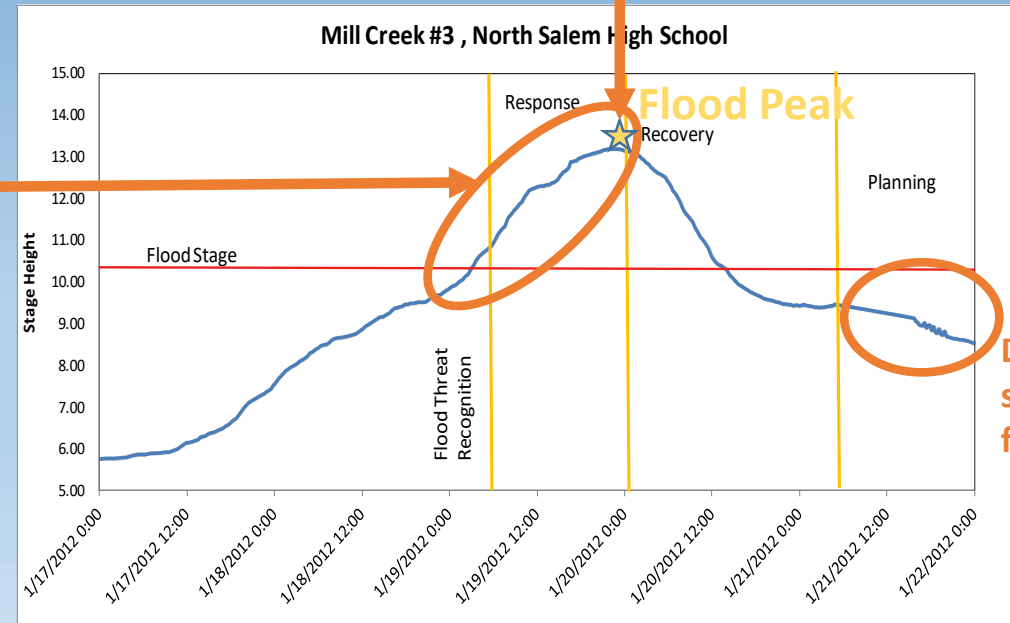 Mill Creek #3 , North Salem High School
15.00
14.00
13.00
12.00
11.00
10.00
9.00
8.00
7.00
6.00
5.00
Stage Height
Response
Flood Peak
Recovery
Planning
Flood Stage
Flood Threat
Recognition
1/17/2012 0:00
1/17/2012 12:00
1/18/2012 0:00
1/18/2012 12:00
1/19/2012 0:00
1/19/2012 12:00
1/20/2012 0:00
1/20/2012 12:00
1/21/2012 0:00
1/21/2012 12:00
1/22/2012 0:00